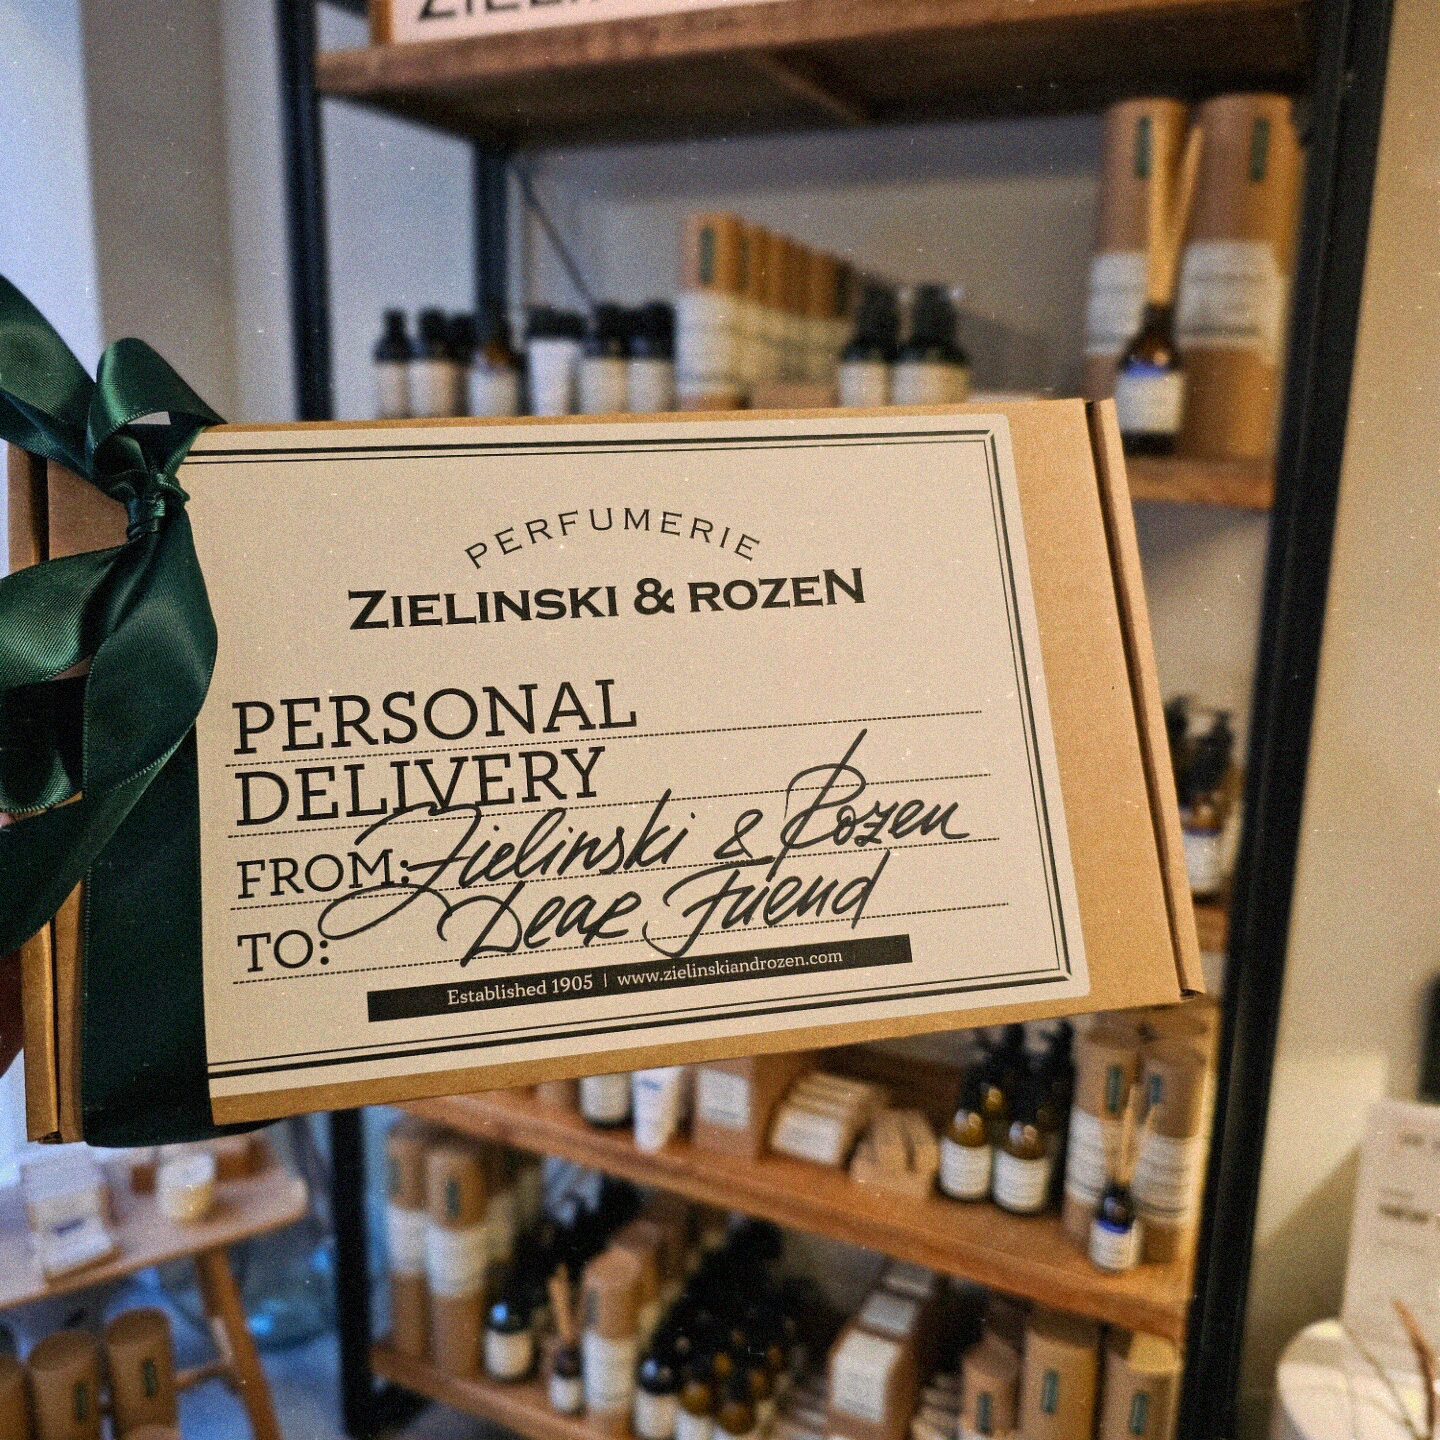 PERFUMERIE
ZIELINSKI & ROZEN
PERSONAL
DELIVERY
FROM: Zielinski & Rozen
TO: Dear Friend
Established 1905 | www.zielinskiandrozen.com